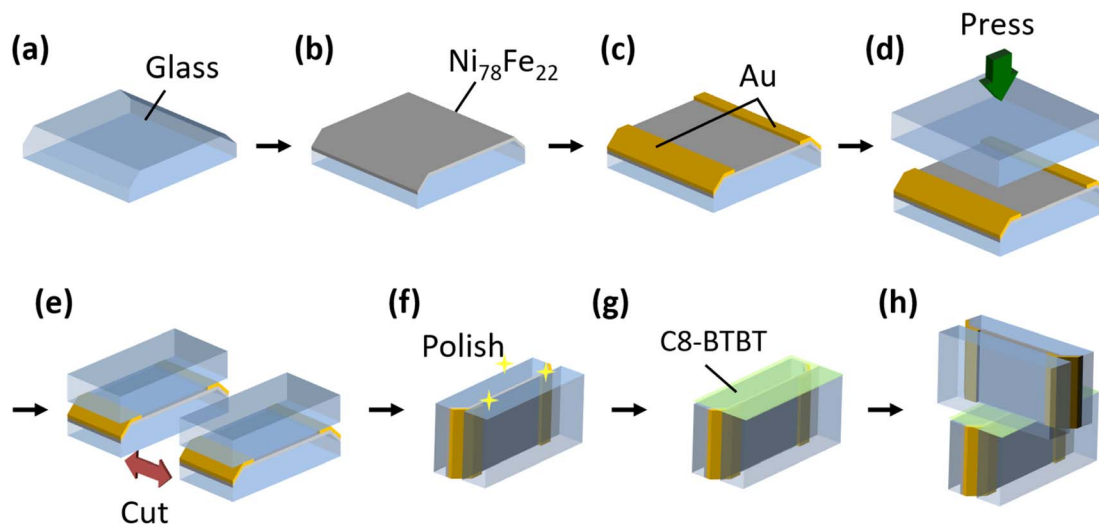 (a)
Glass
(b)
Ni₇₈Fe₂₂
(c)
Au
(d)
Press
(e)
Cut
(f)
Polish
(g)
C8-BTBT
(h)